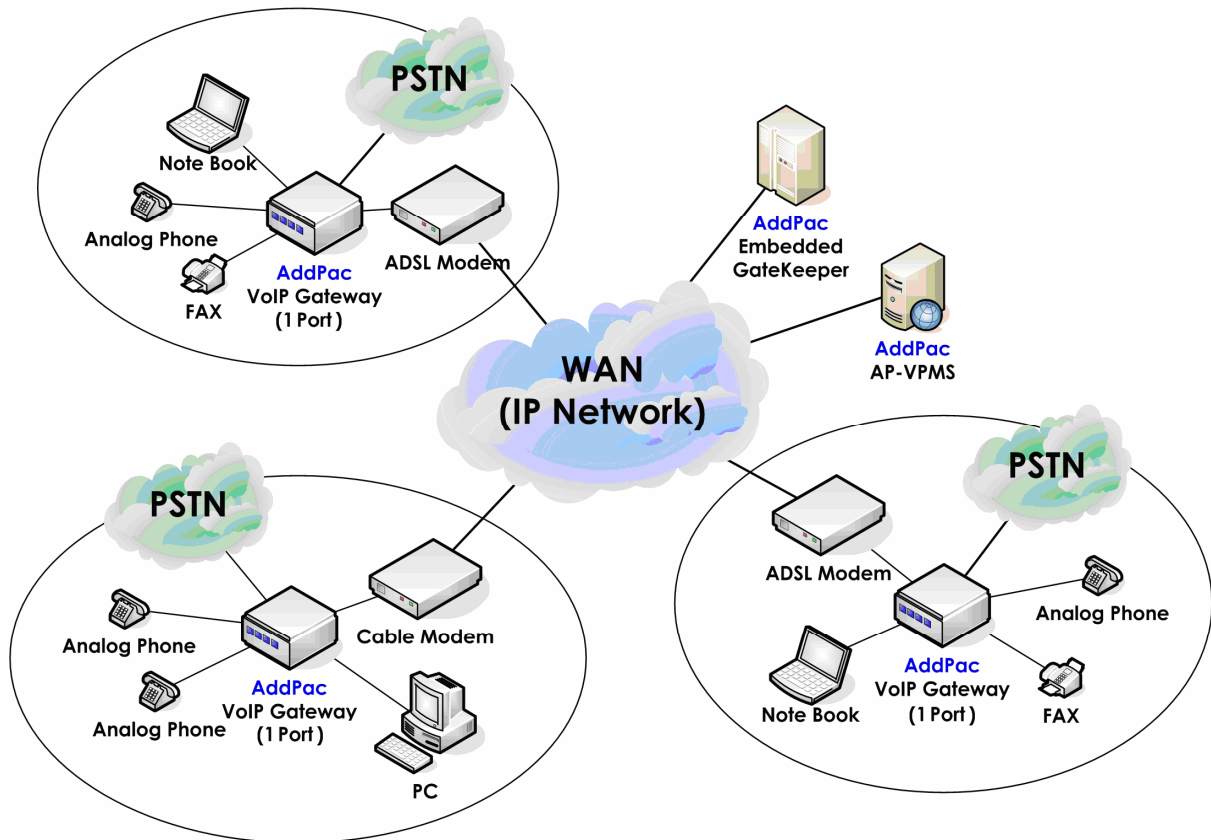 PSTN
Note Book
Analog Phone
FAX
AddPac
VoIP Gateway
(1 Port)
ADSL Modem
AddPac
Embedded
GateKeeper
AddPac
AP-VPMS
WAN
(IP Network)
PSTN
Analog Phone
Analog Phone
AddPac
VoIP Gateway
(1 Port)
Cable Modem
PC
PSTN
ADSL Modem
Analog Phone
Note Book
AddPac
VoIP Gateway
(1 Port)
FAX